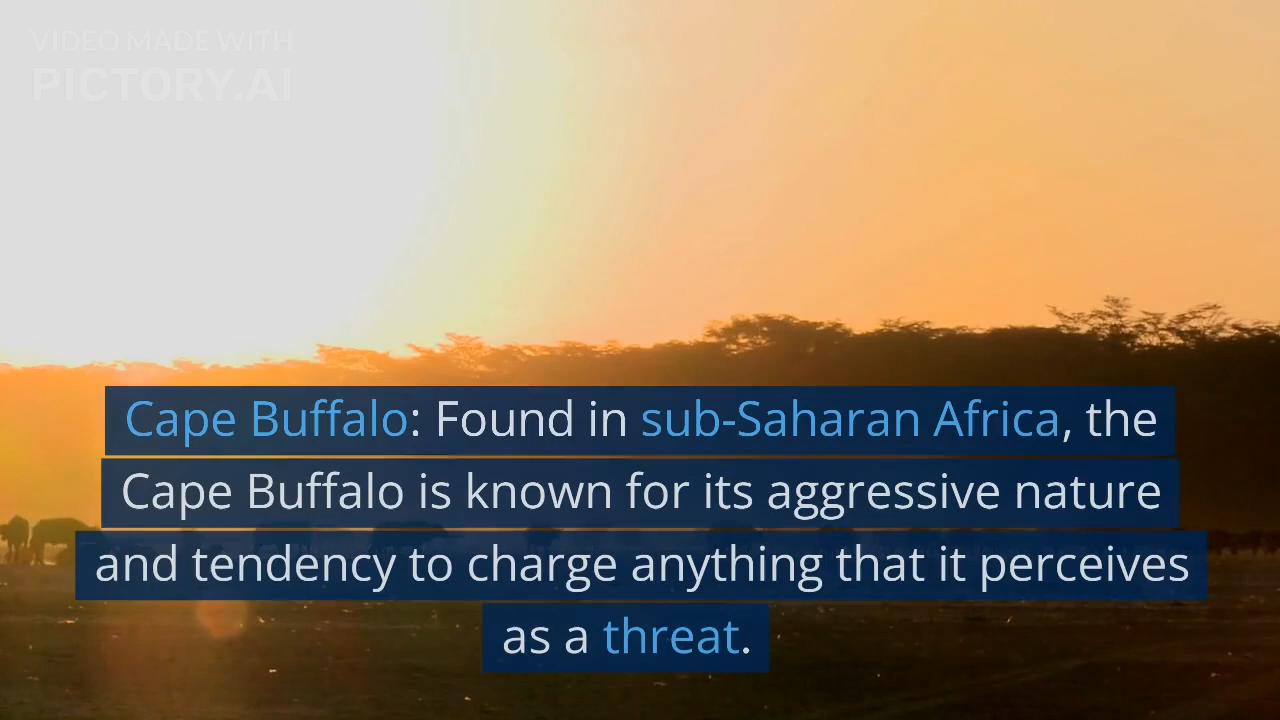 VIDEO MADE WITH
PICTORY.AI
Cape Buffalo: Found in sub-Saharan Africa, the
Cape Buffalo is known for its aggressive nature
and tendency to charge anything that it perceives
as a threat.